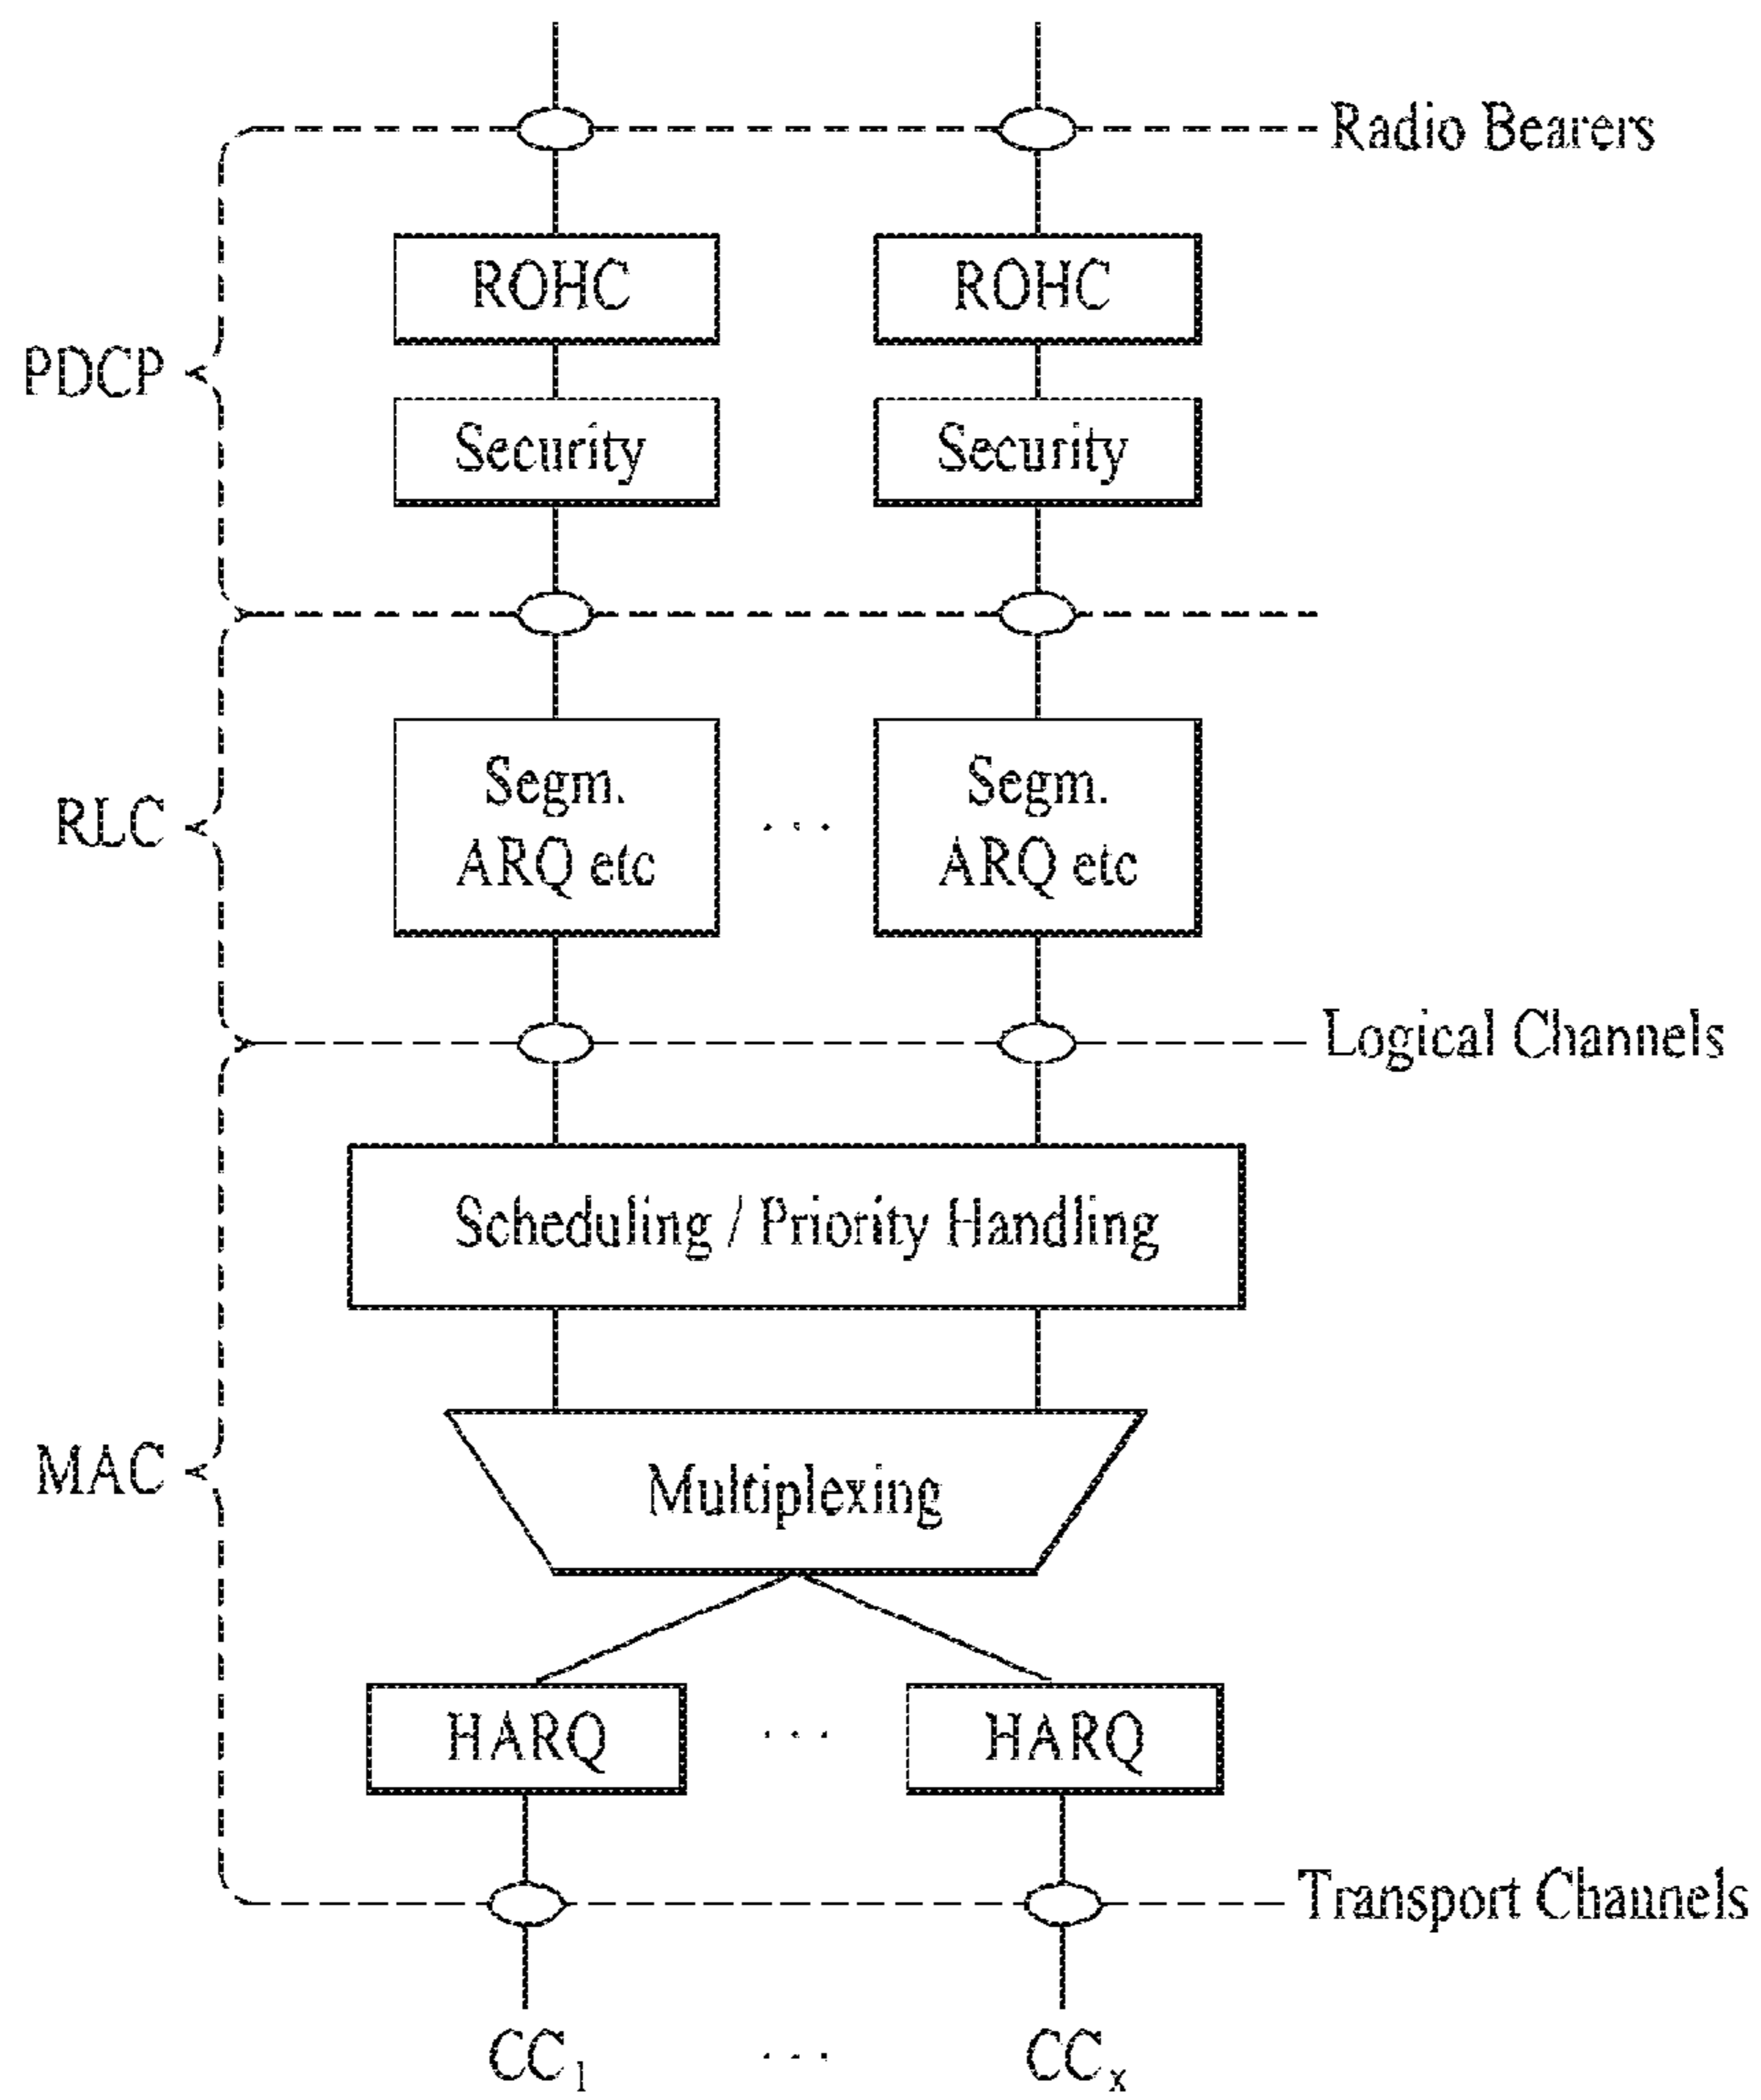 Radio Bearers
ROHC
ROHC
PDCP
Security
Security
Segm.
ARQ etc
RLC
...
Segm.
ARQ etc
Logical Channels
Scheduling / Priority Handling
MAC
Multiplexing
HARQ
...
HARQ
Transport Channels
CC1
...
CCx